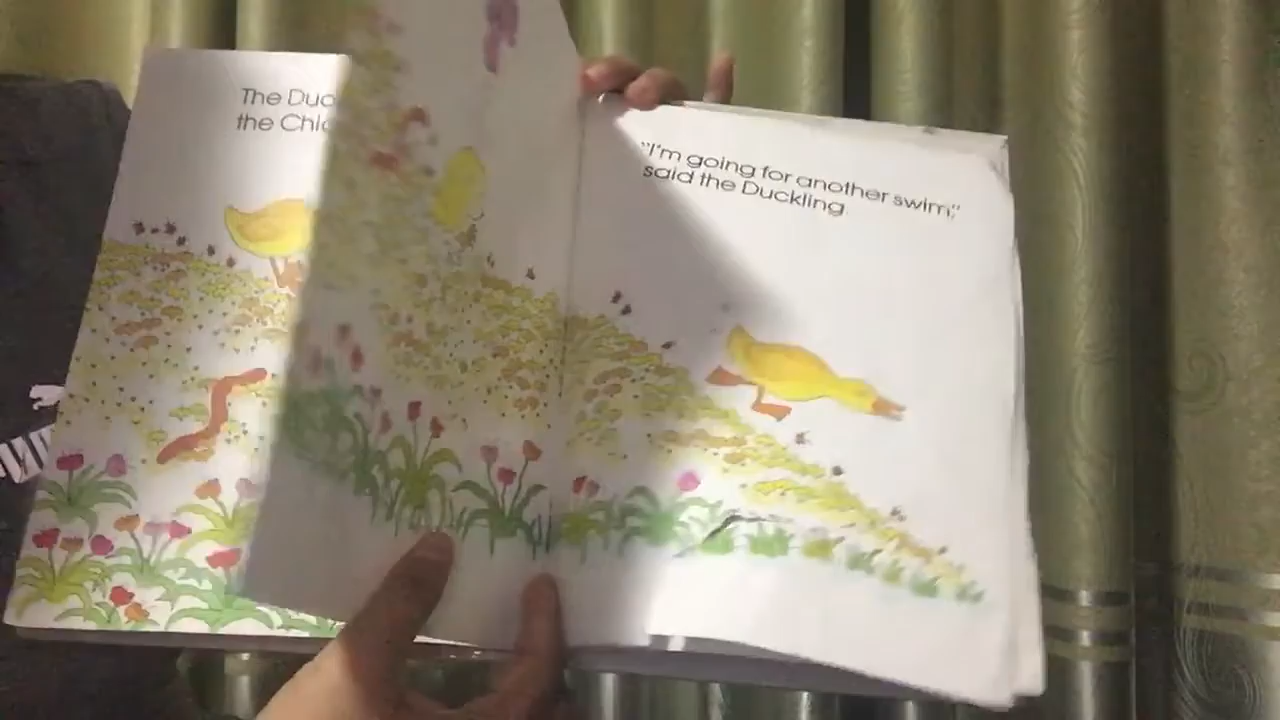 The Duc
the Chic
"I'm going for another swim,"
said the Duckling.